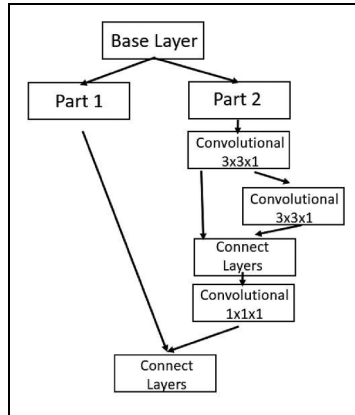 Base Layer
Part 1
Part 2
Convolutional
3x3x1
Convolutional
3x3x1
Connect
Layers
Convolutional
1x1x1
Connect
Layers